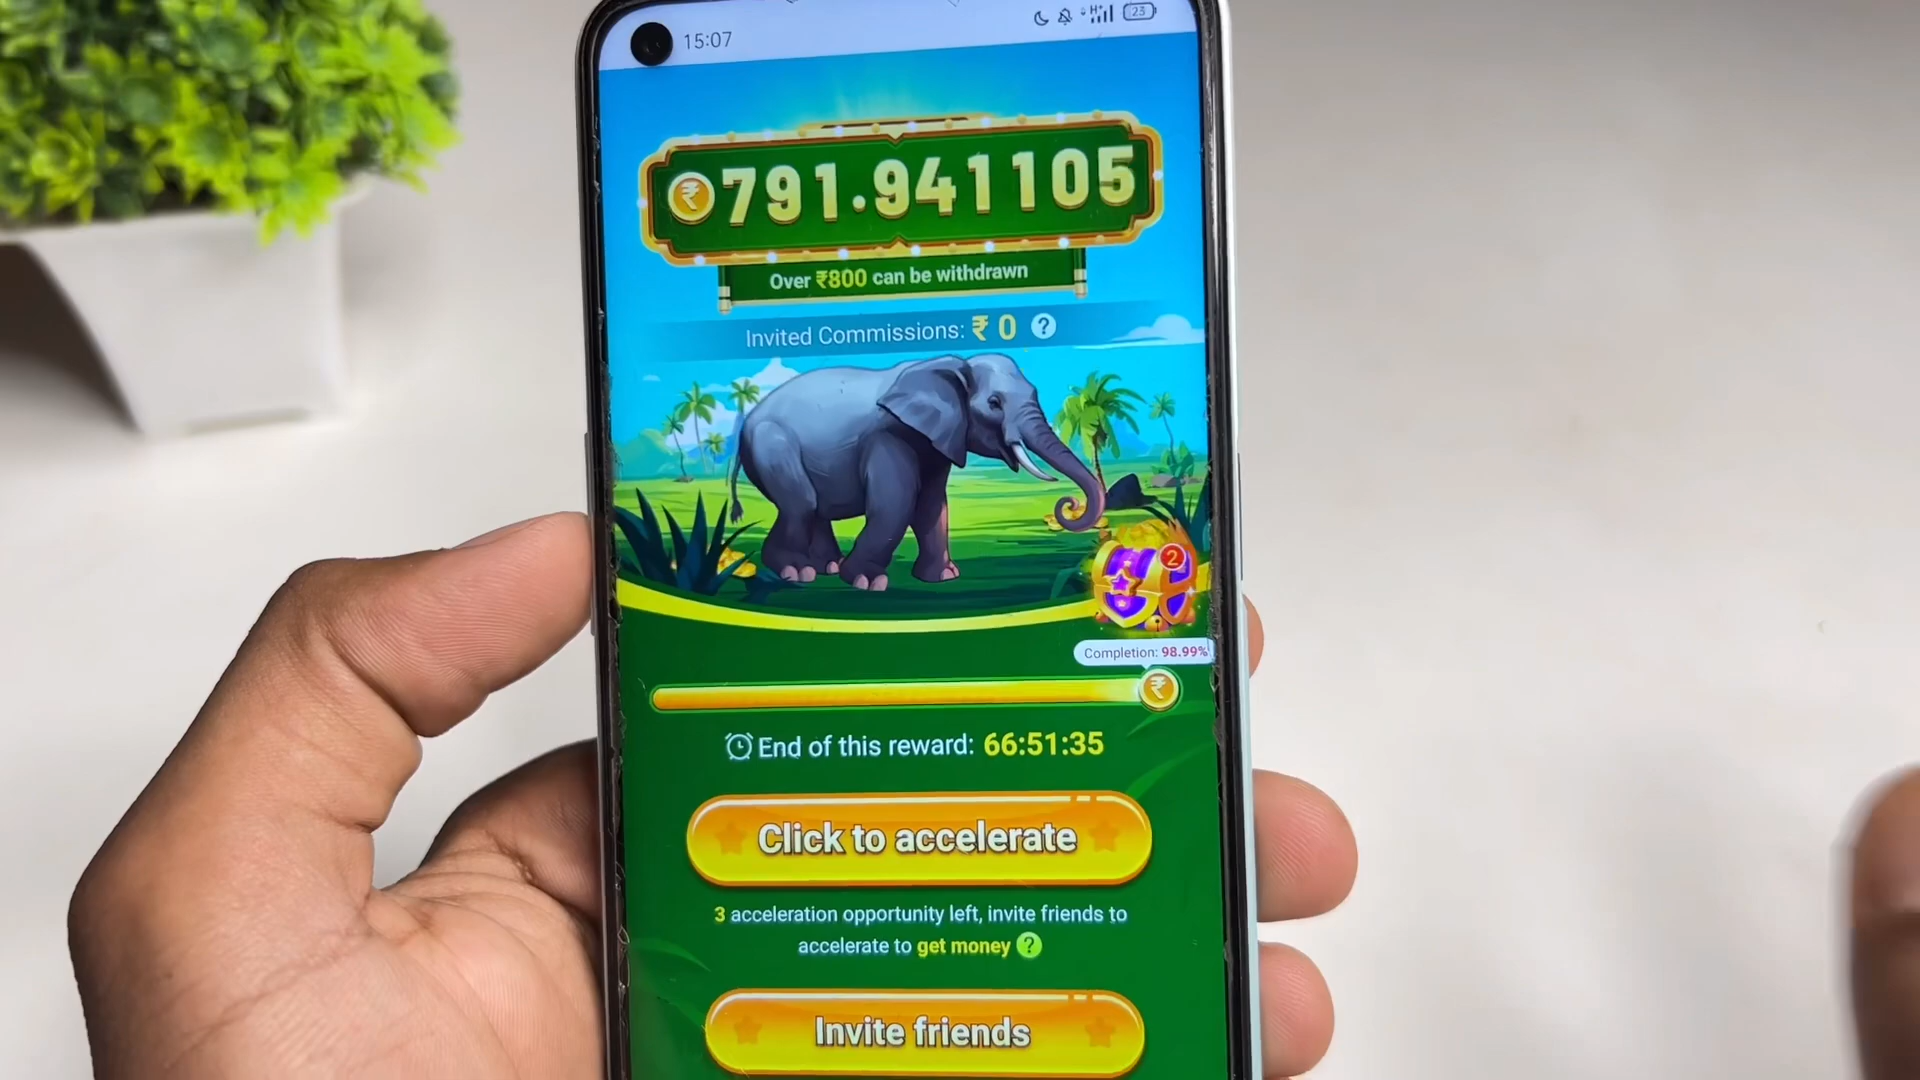 15:07
H+
23
₹791.941105
Over ₹800 can be withdrawn
Invited Commissions: ₹ 0 ?
2
Completion: 98.99%
₹
End of this reward: 66:51:35
Click to accelerate
3 acceleration opportunity left, invite friends to
accelerate to get money ?
Invite friends